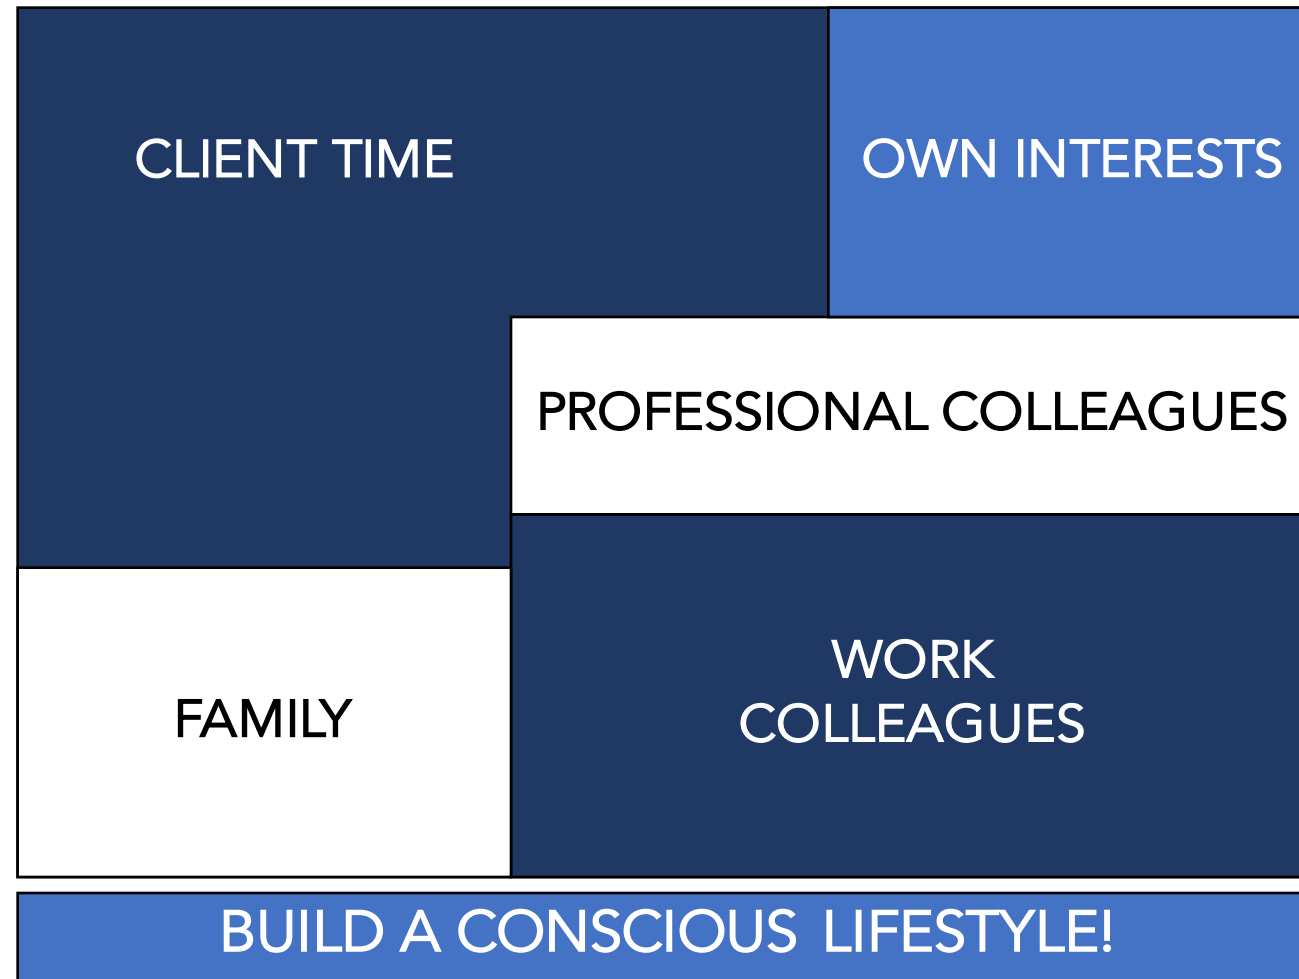 CLIENT TIME
OWN INTERESTS
PROFESSIONAL COLLEAGUES
WORK
COLLEAGUES
FAMILY
BUILD A CONSCIOUS LIFESTYLE!